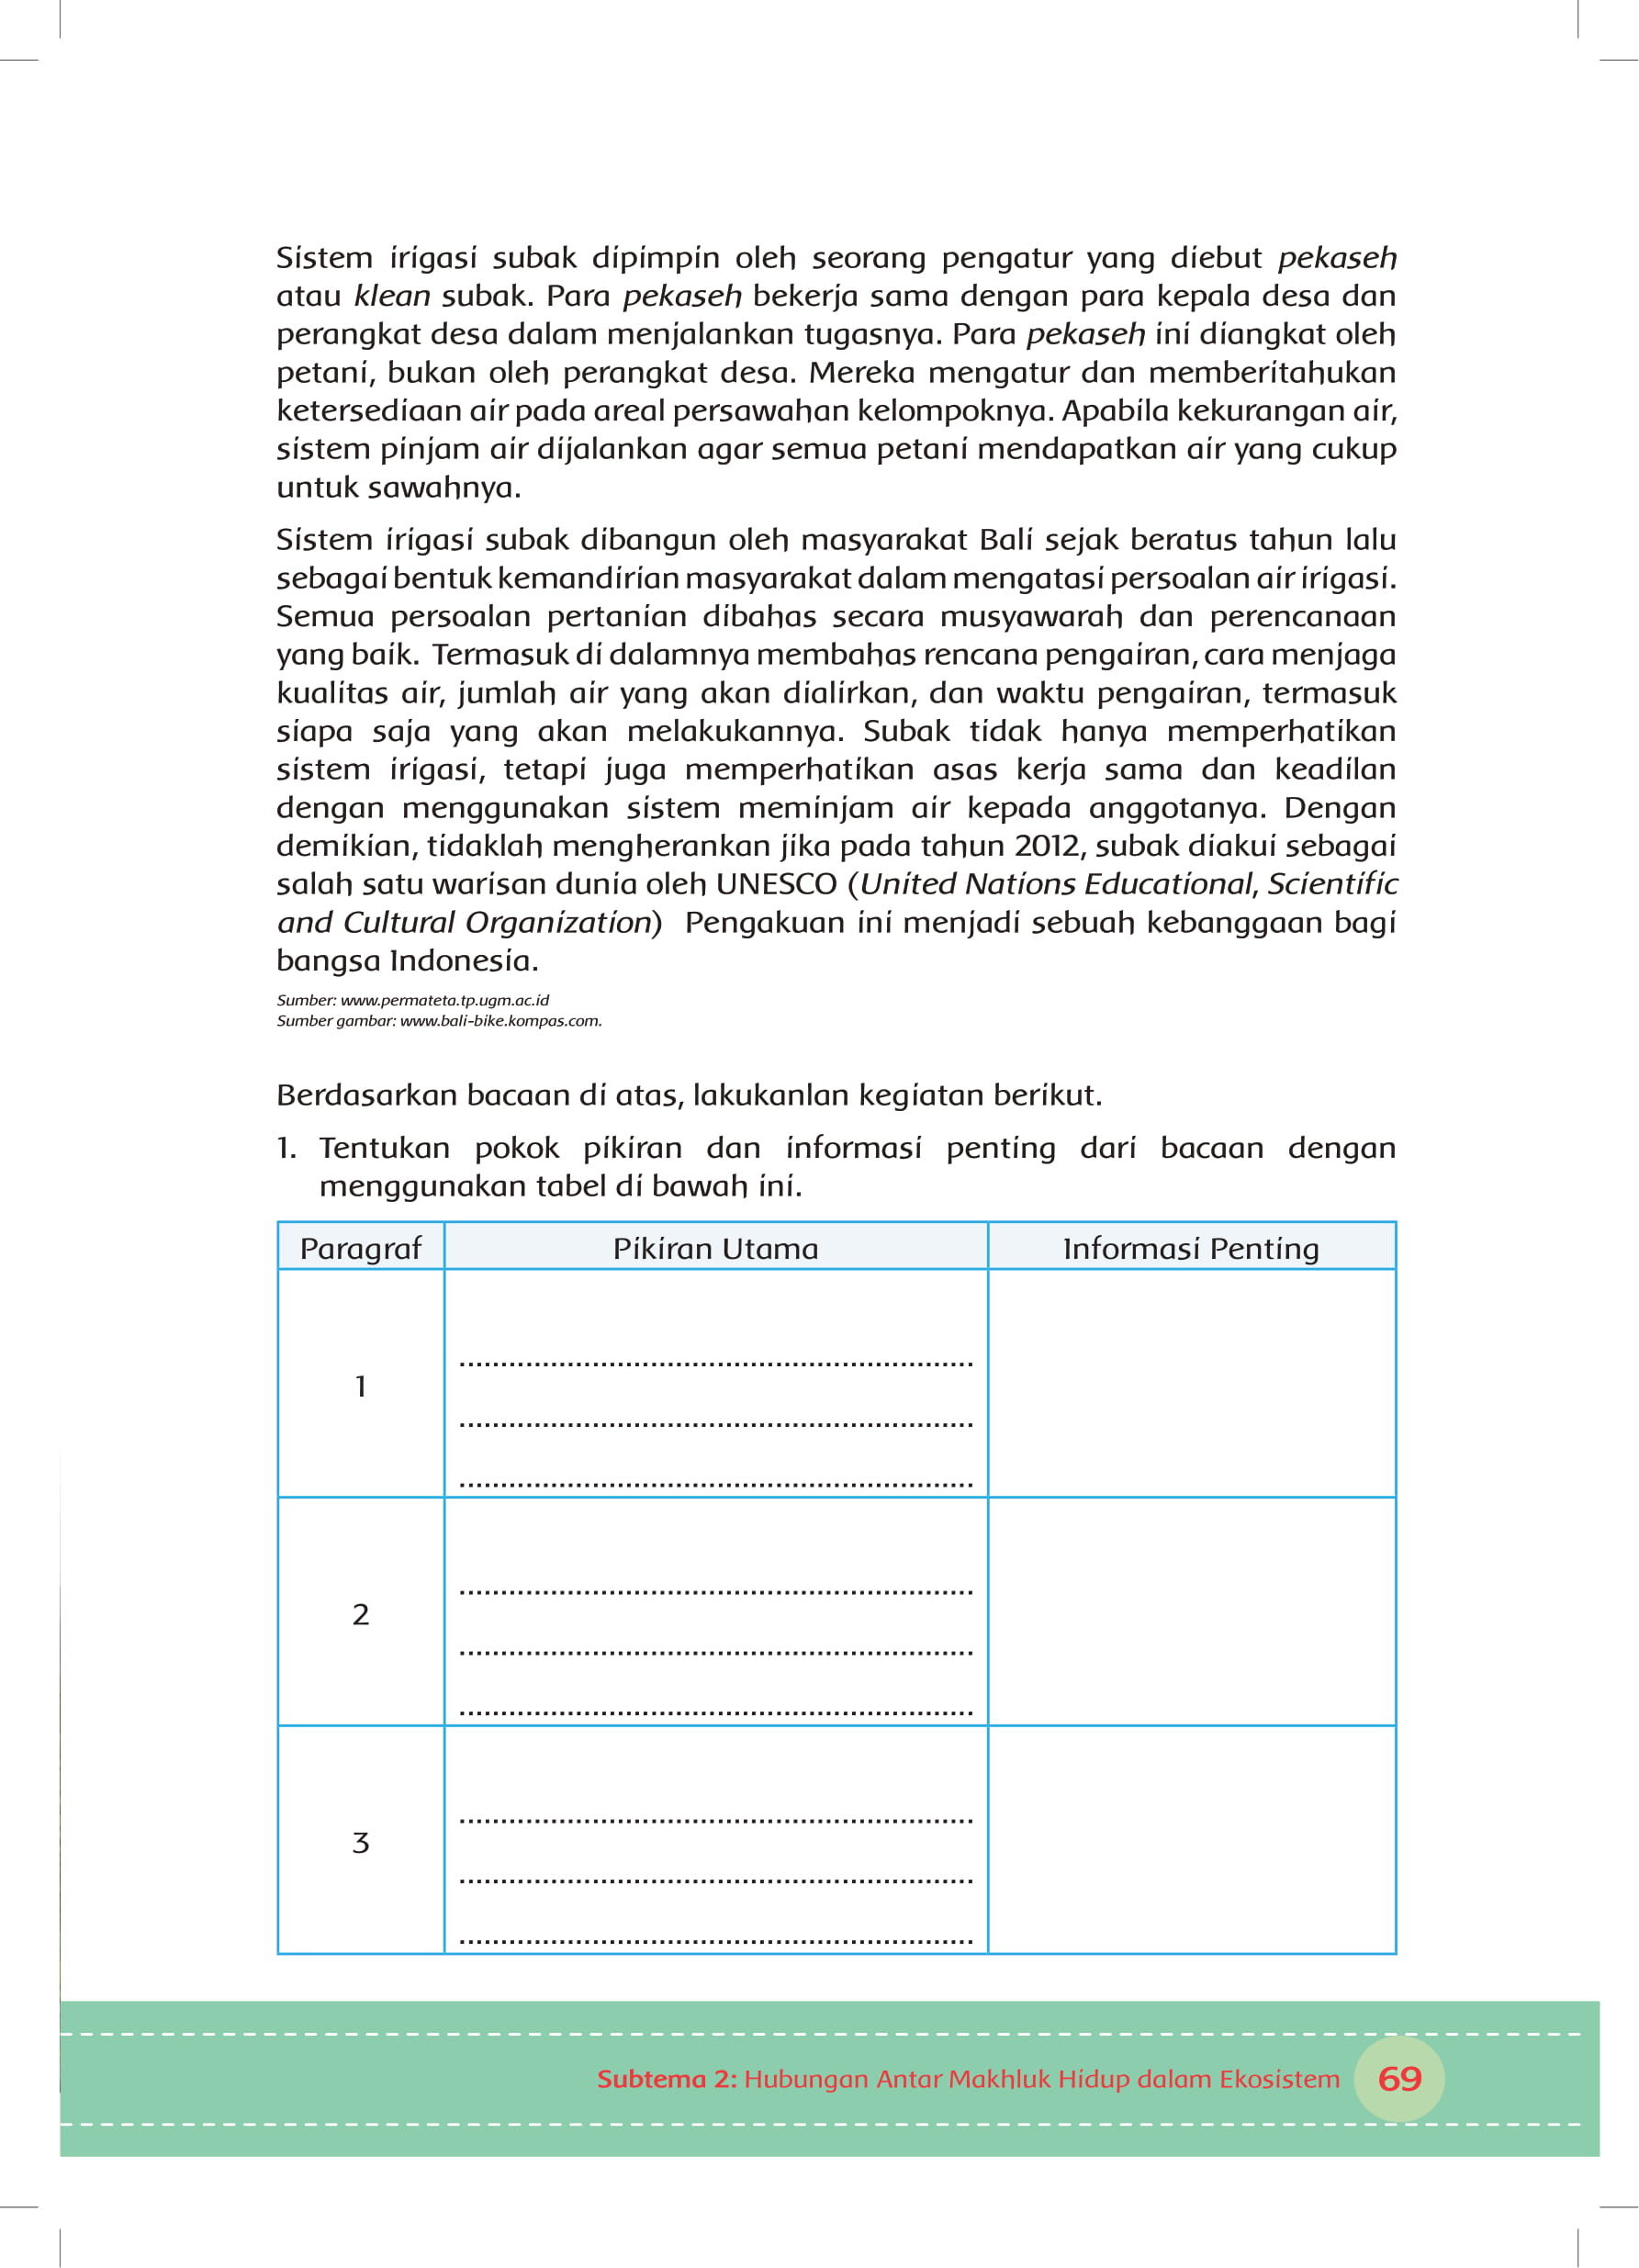 Sistem irigasi subak dipimpin oleh seorang pengatur yang diebut pekaseh
atau klean subak. Para pekaseh bekerja sama dengan para kepala desa dan
perangkat desa dalam menjalankan tugasnya. Para pekaseh ini diangkat oleh
petani, bukan oleh perangkat desa. Mereka mengatur dan memberitahukan
ketersediaan air pada areal persawahan kelompoknya. Apabila kekurangan air,
sistem pinjam air dijalankan agar semua petani mendapatkan air yang cukup
untuk sawahnya.
Sistem irigasi subak dibangun oleh masyarakat Bali sejak beratus tahun lalu
sebagai bentuk kemandirian masyarakat dalam mengatasi persoalan air irigasi.
Semua persoalan pertanian dibahas secara musyawarah dan perencanaan
yang baik. Termasuk di dalamnya membahas rencana pengairan, cara menjaga
kualitas air, jumlah air yang akan dialirkan, dan waktu pengairan, termasuk
siapa saja yang akan melakukannya. Subak tidak hanya memperhatikan
sistem irigasi, tetapi juga memperhatikan asas kerja sama dan keadilan
dengan menggunakan sistem meminjam air kepada anggotanya. Dengan
demikian, tidaklah mengherankan jika pada tahun 2012, subak diakui sebagai
salah satu warisan dunia oleh UNESCO (United Nations Educational, Scientific
and Cultural Organization) Pengakuan ini menjadi sebuah kebanggaan bagi
bangsa Indonesia.
Sumber: www.permateta.tp.ugm.ac.id
Sumber gambar: www.bali-bike.kompas.com.
Berdasarkan bacaan di atas, lakukanlan kegiatan berikut.
1. Tentukan pokok pikiran dan informasi penting dari bacaan dengan
menggunakan tabel di bawah ini.
Paragraf Pikiran Utama Informasi Penting
1
2
3
Subtema 2: Hubungan Antar Makhluk Hidup dalam Ekosistem 69